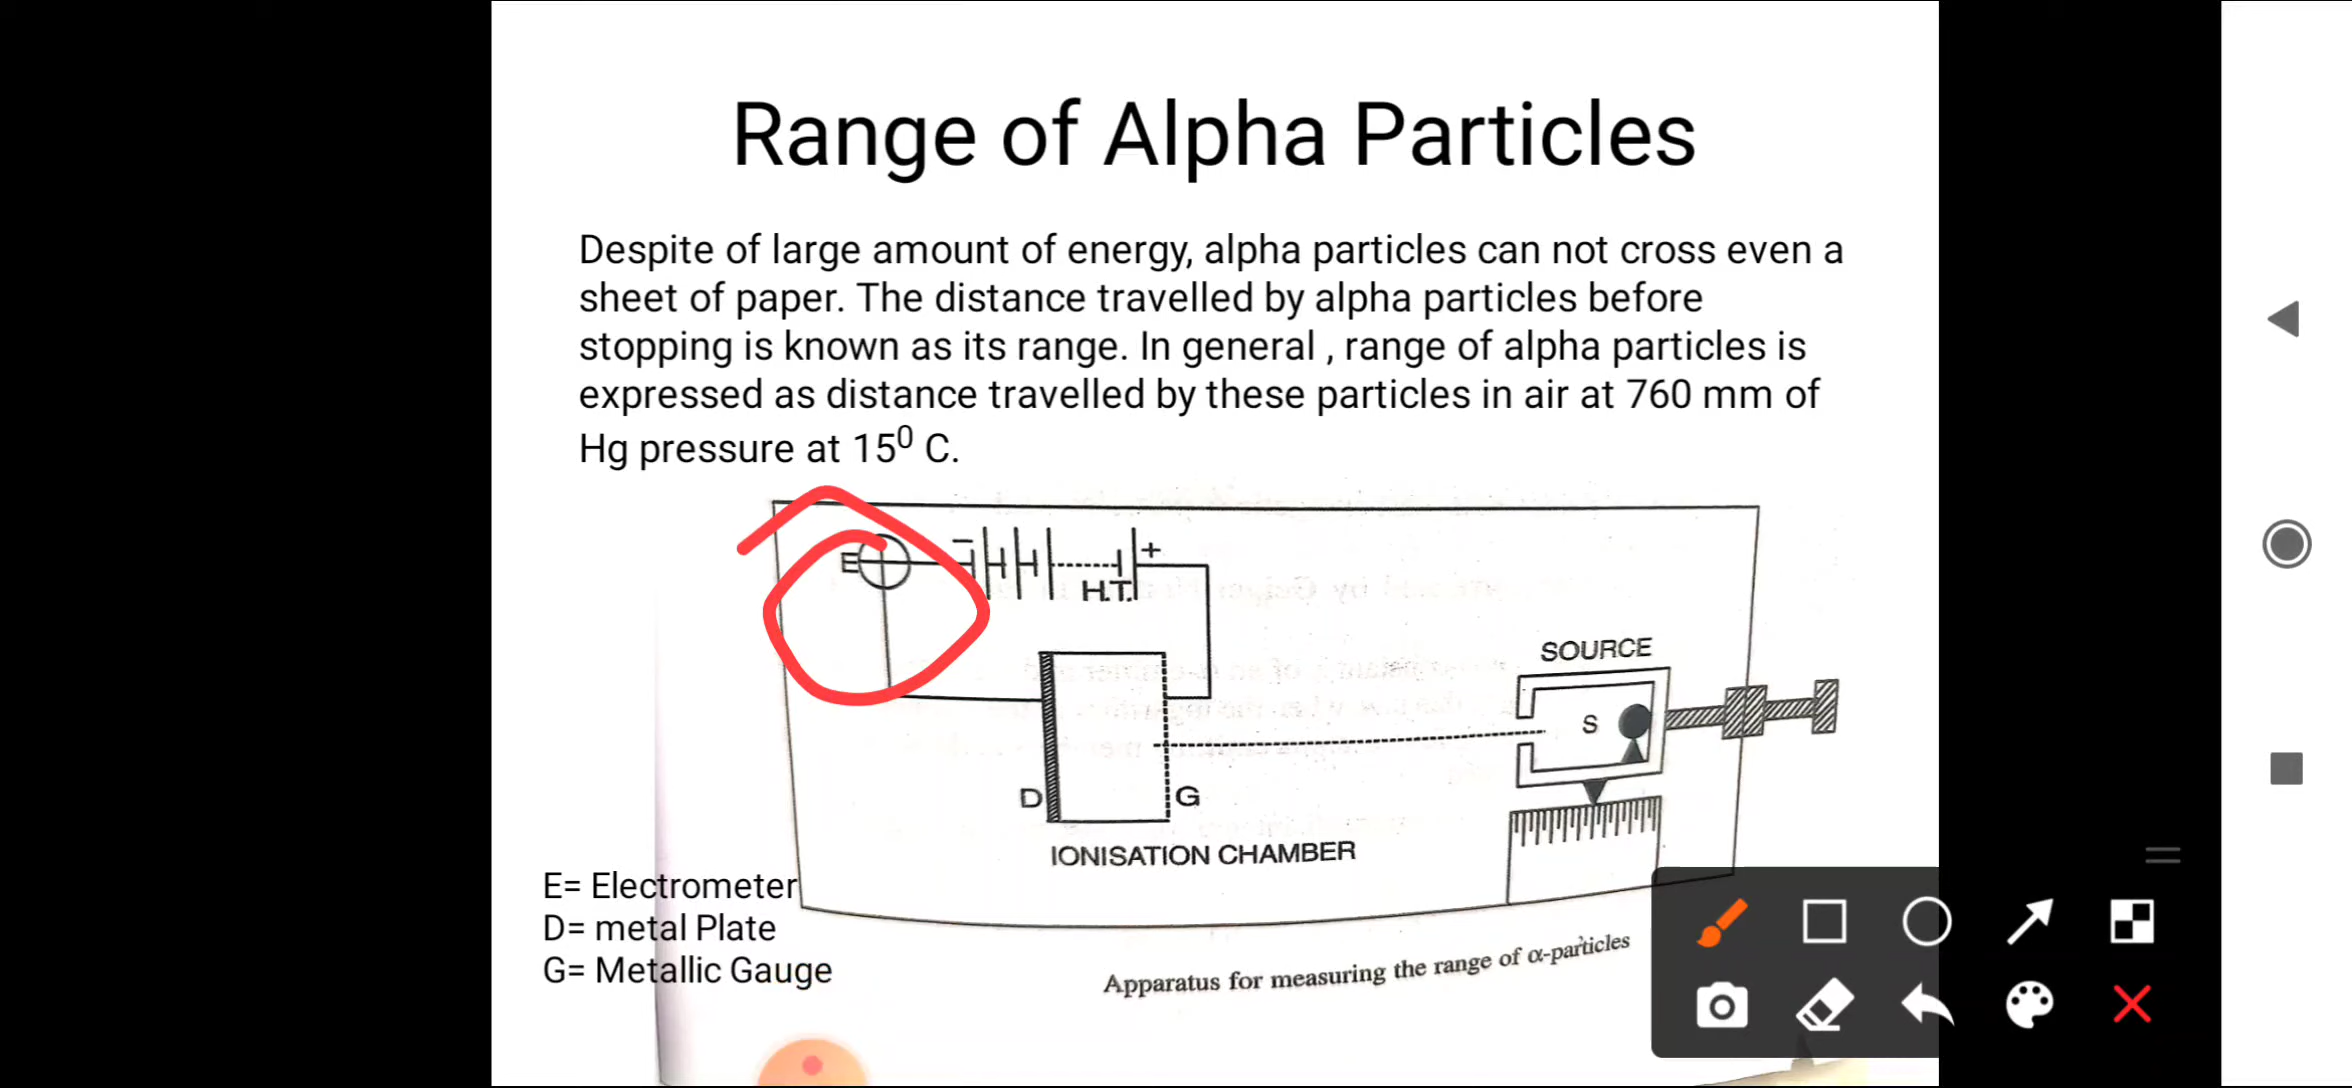 Range of Alpha Particles
Despite of large amount of energy, alpha particles can not cross even a
sheet of paper. The distance travelled by alpha particles before
stopping is known as its range. In general , range of alpha particles is
expressed as distance travelled by these particles in air at 760 mm of
Hg pressure at 15⁰ C.
E
−
+
H.T.
SOURCE
S
D
G
IONISATION CHAMBER
E= Electrometer
D= metal Plate
G= Metallic Gauge
Apparatus for measuring the range of α-particles